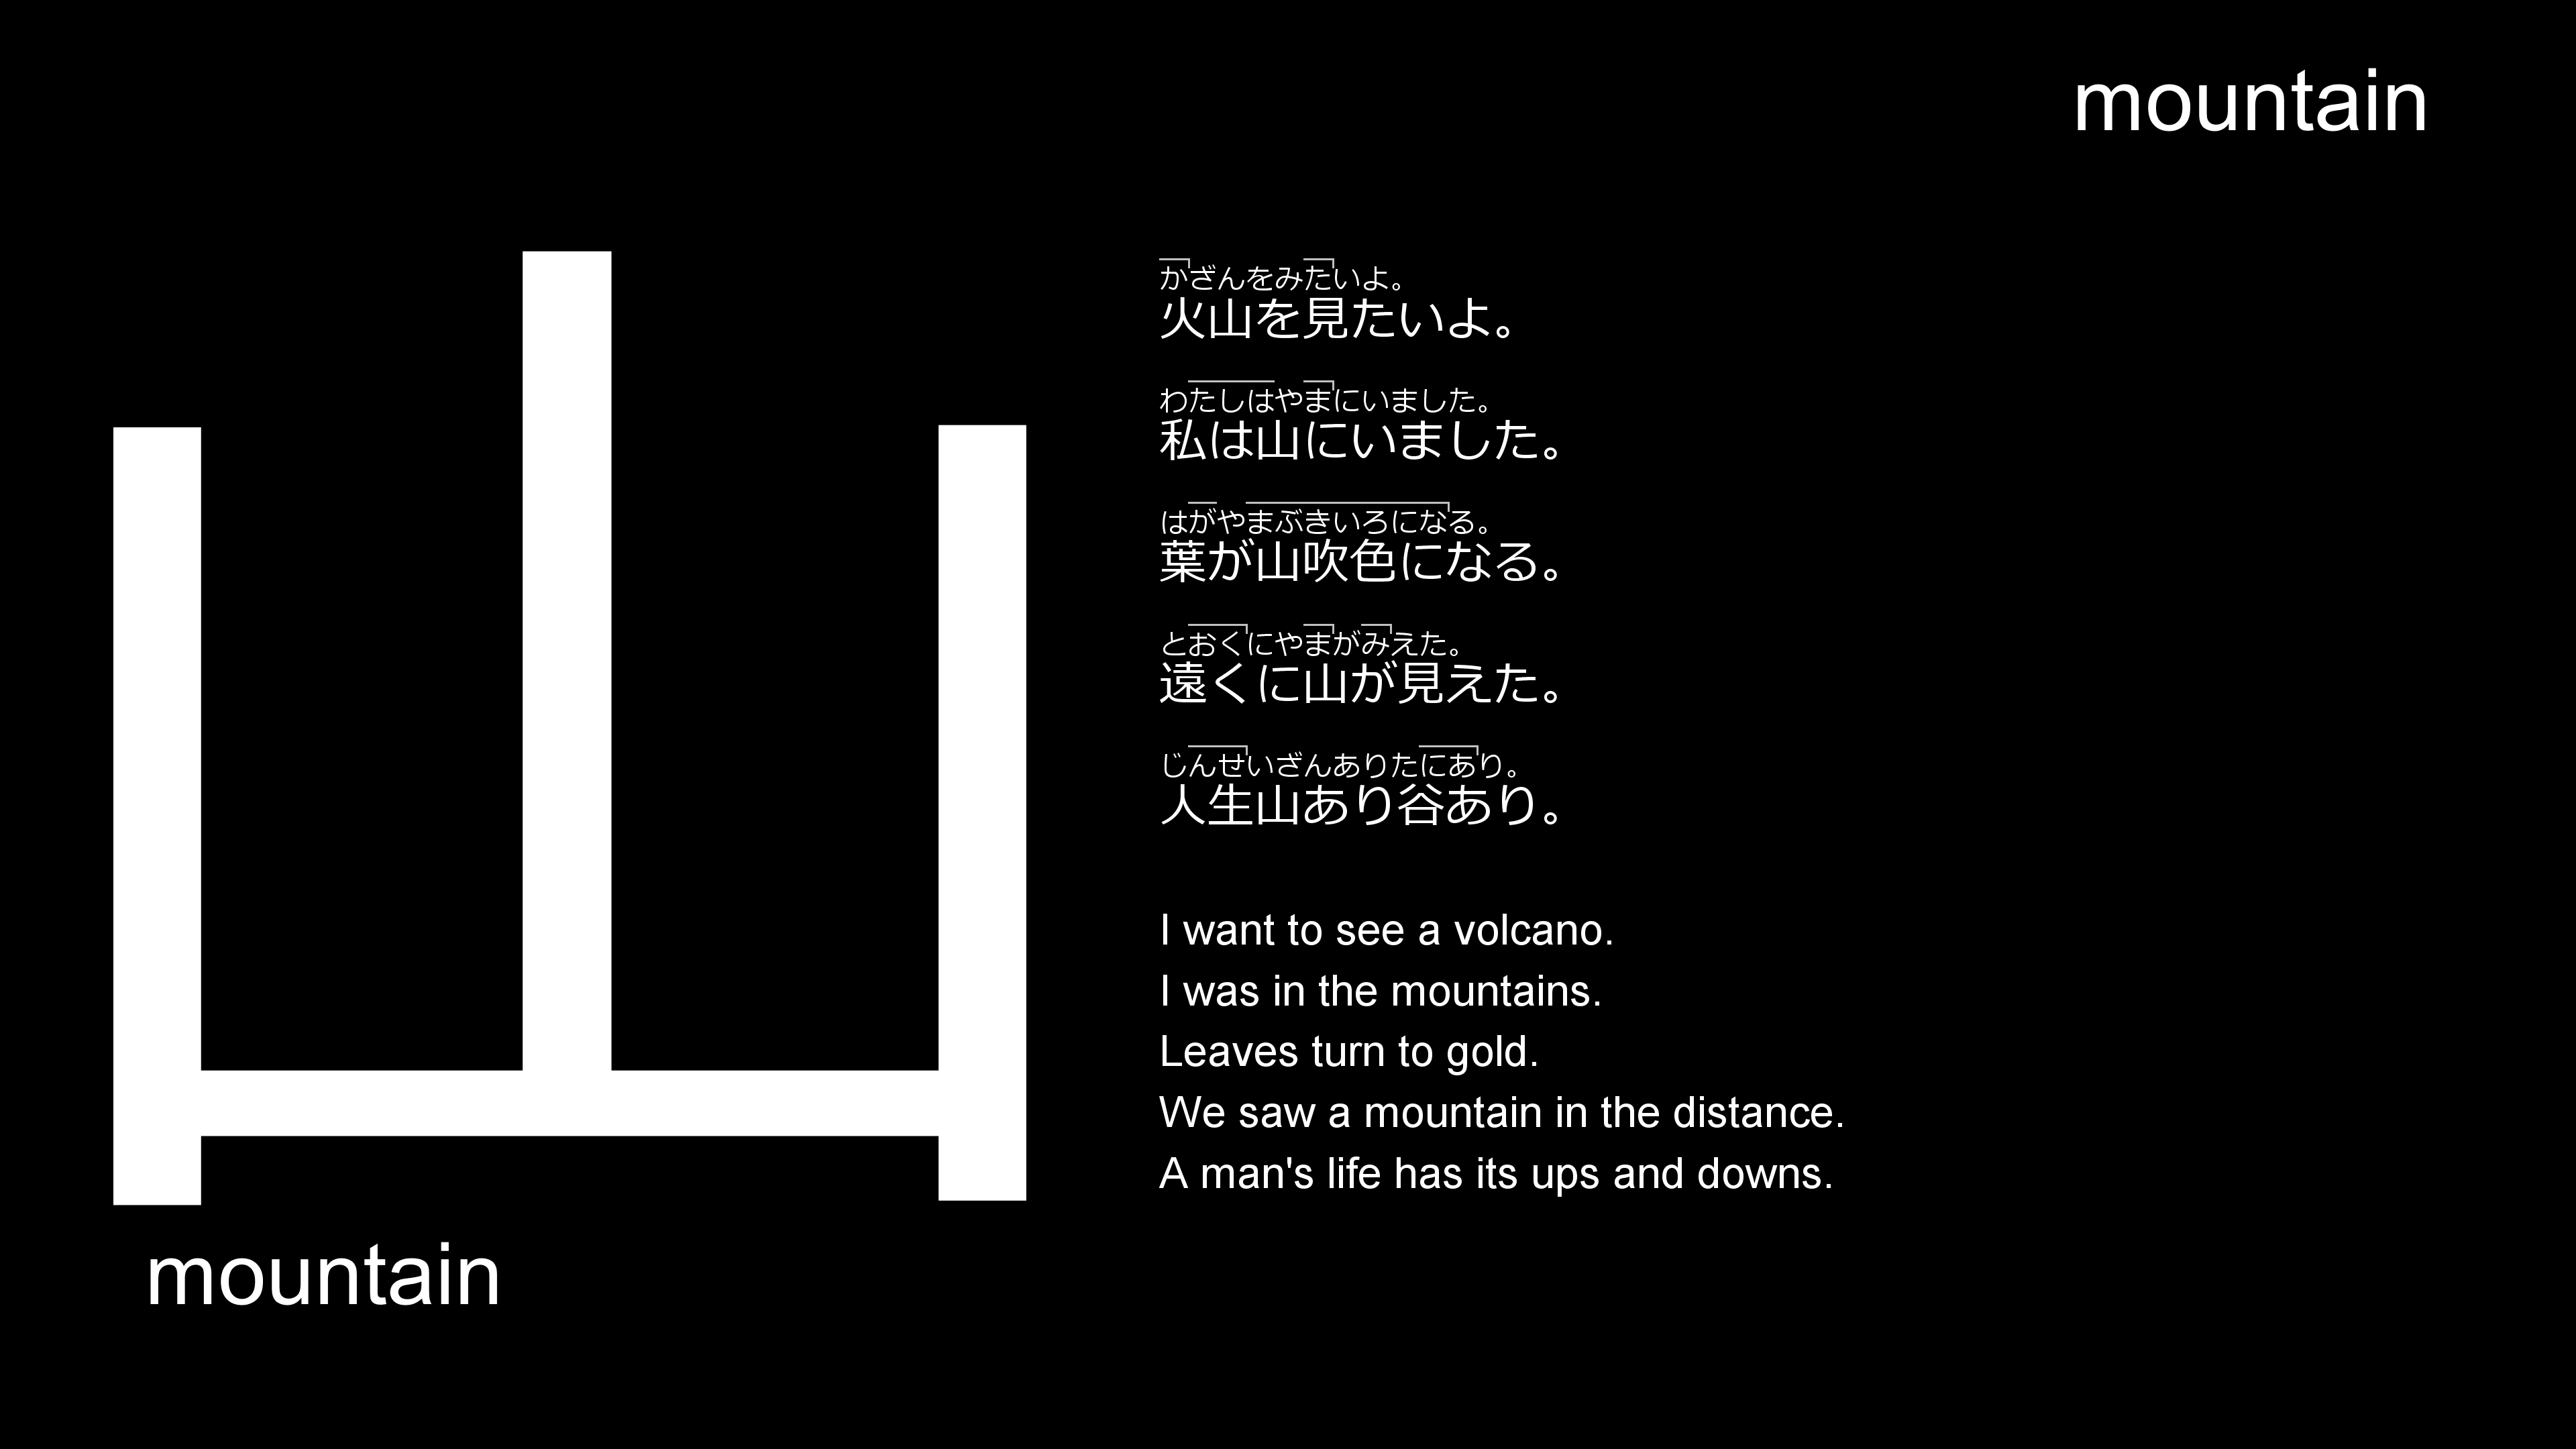 mountain
山
mountain
かざんをみたいよ。
火山を見たいよ。
わたしはやまにいました。
私は山にいました。
はがやまぶきいろになる。
葉が山吹色になる。
とおくにやまがみえた。
遠くに山が見えた。
じんせいざんありたにあり。
人生山あり谷あり。
I want to see a volcano.
I was in the mountains.
Leaves turn to gold.
We saw a mountain in the distance.
A man's life has its ups and downs.